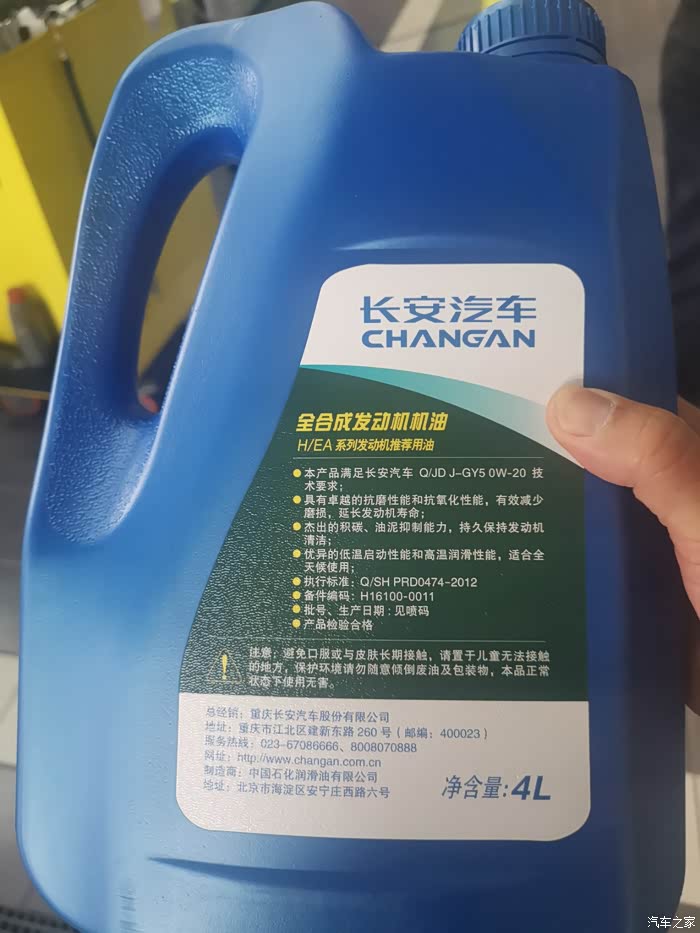 长安汽车
CHANGAN
全合成发动机机油
H/EA 系列发动机推荐用油
●本产品满足长安汽车 Q/JD J-GY5 0W-20 技
术要求；
●具有卓越的抗磨性能和抗氧化性能，有效减少
磨损，延长发动机寿命；
●杰出的积碳、油泥抑制能力，持久保持发动机
清洁；
●优异的低温启动性能和高温润滑性能，适合全
天候使用；
●执行标准：Q/SH PRD0474-2012
●备件编码：H16100-0011
●批号、生产日期：见喷码
●产品检验合格
注意：避免口服或与皮肤长期接触，请置于儿童无法接触
的地方，保护环境请勿随意倾倒废油及包装物，本品正常
状态下使用无害。
总经销：重庆长安汽车股份有限公司
地址：重庆市江北区建新东路 260 号（邮编：400023）
服务热线：023-67086666、8008070888
网址：http://www.changan.com.cn
制造商：中国石化润滑油有限公司
地址：北京市海淀区安宁庄西路六号
净含量：4L
汽车之家